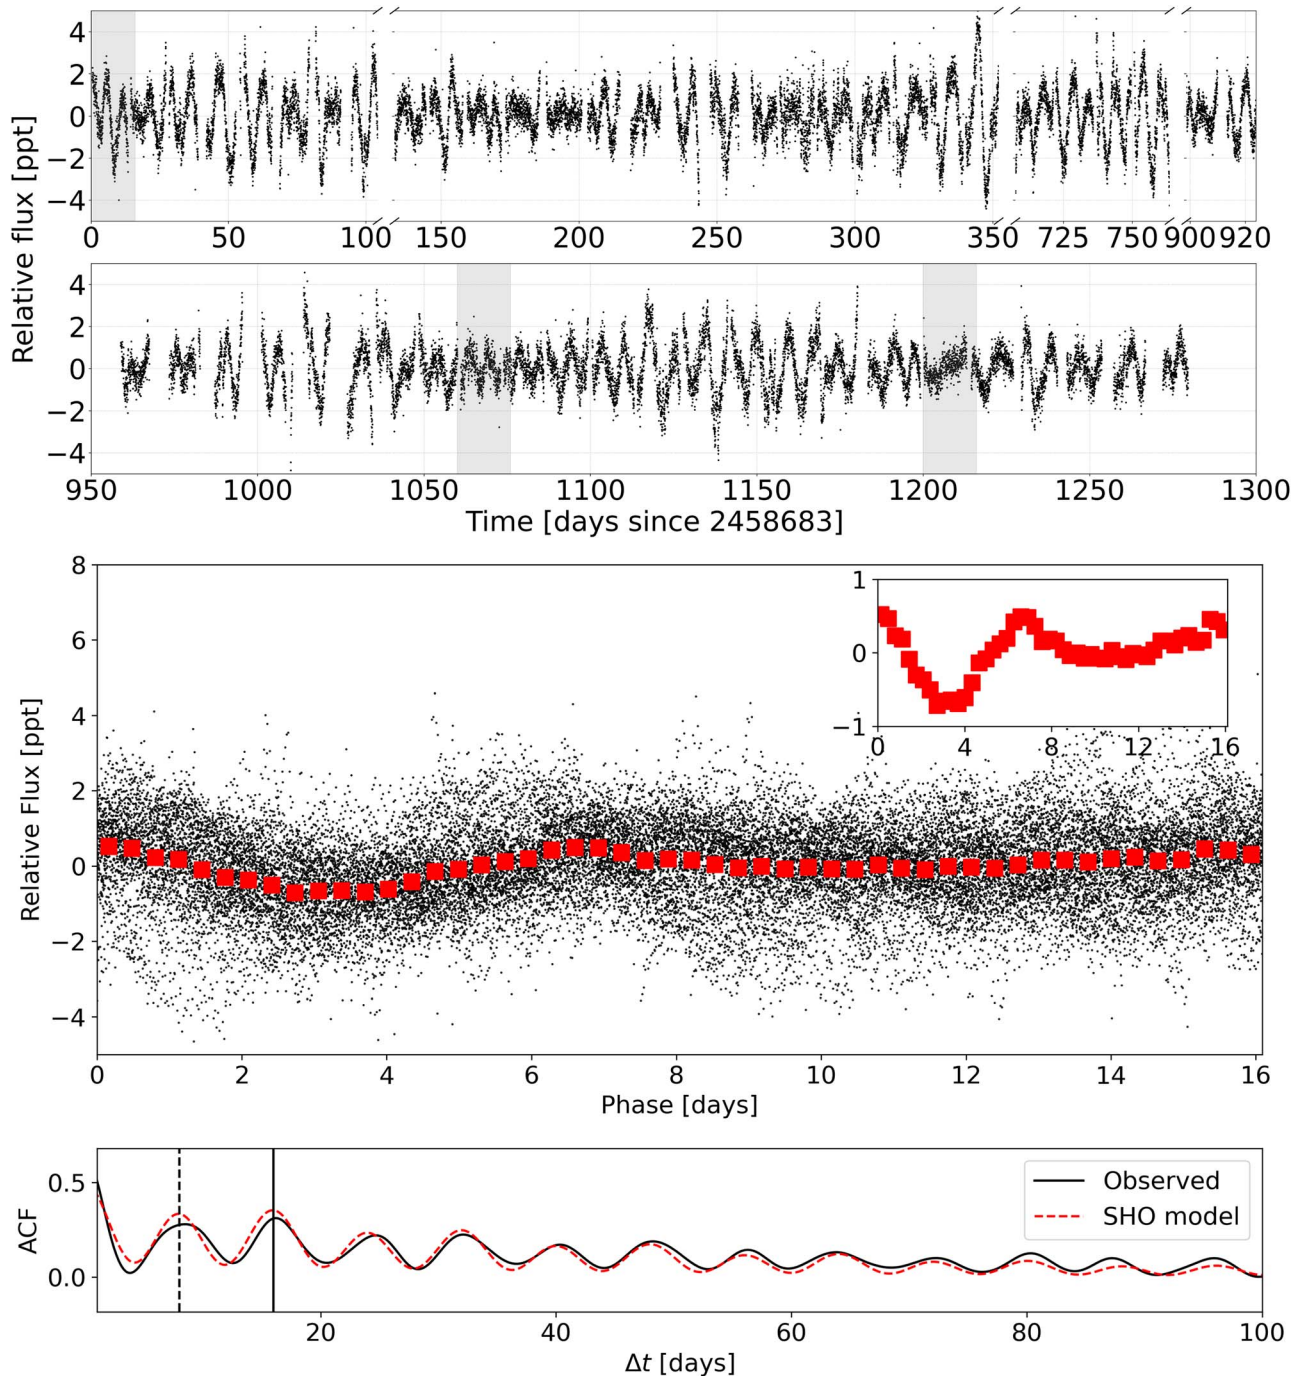 4
2
0
−2
−4
Relative flux [ppt]
0 50 100 150 200 250 300 350 725 750 900 920
4
2
0
−2
−4
950 1000 1050 1100 1150 1200 1250 1300
Time [days since 2458683]
8
6
4
2
0
−2
−4
Relative Flux [ppt]
1
0
−1
0 4 8 12 16
0 2 4 6 8 10 12 14 16
Phase [days]
0.5
0.0
ACF
Observed
SHO model
20 40 60 80 100
Δt [days]